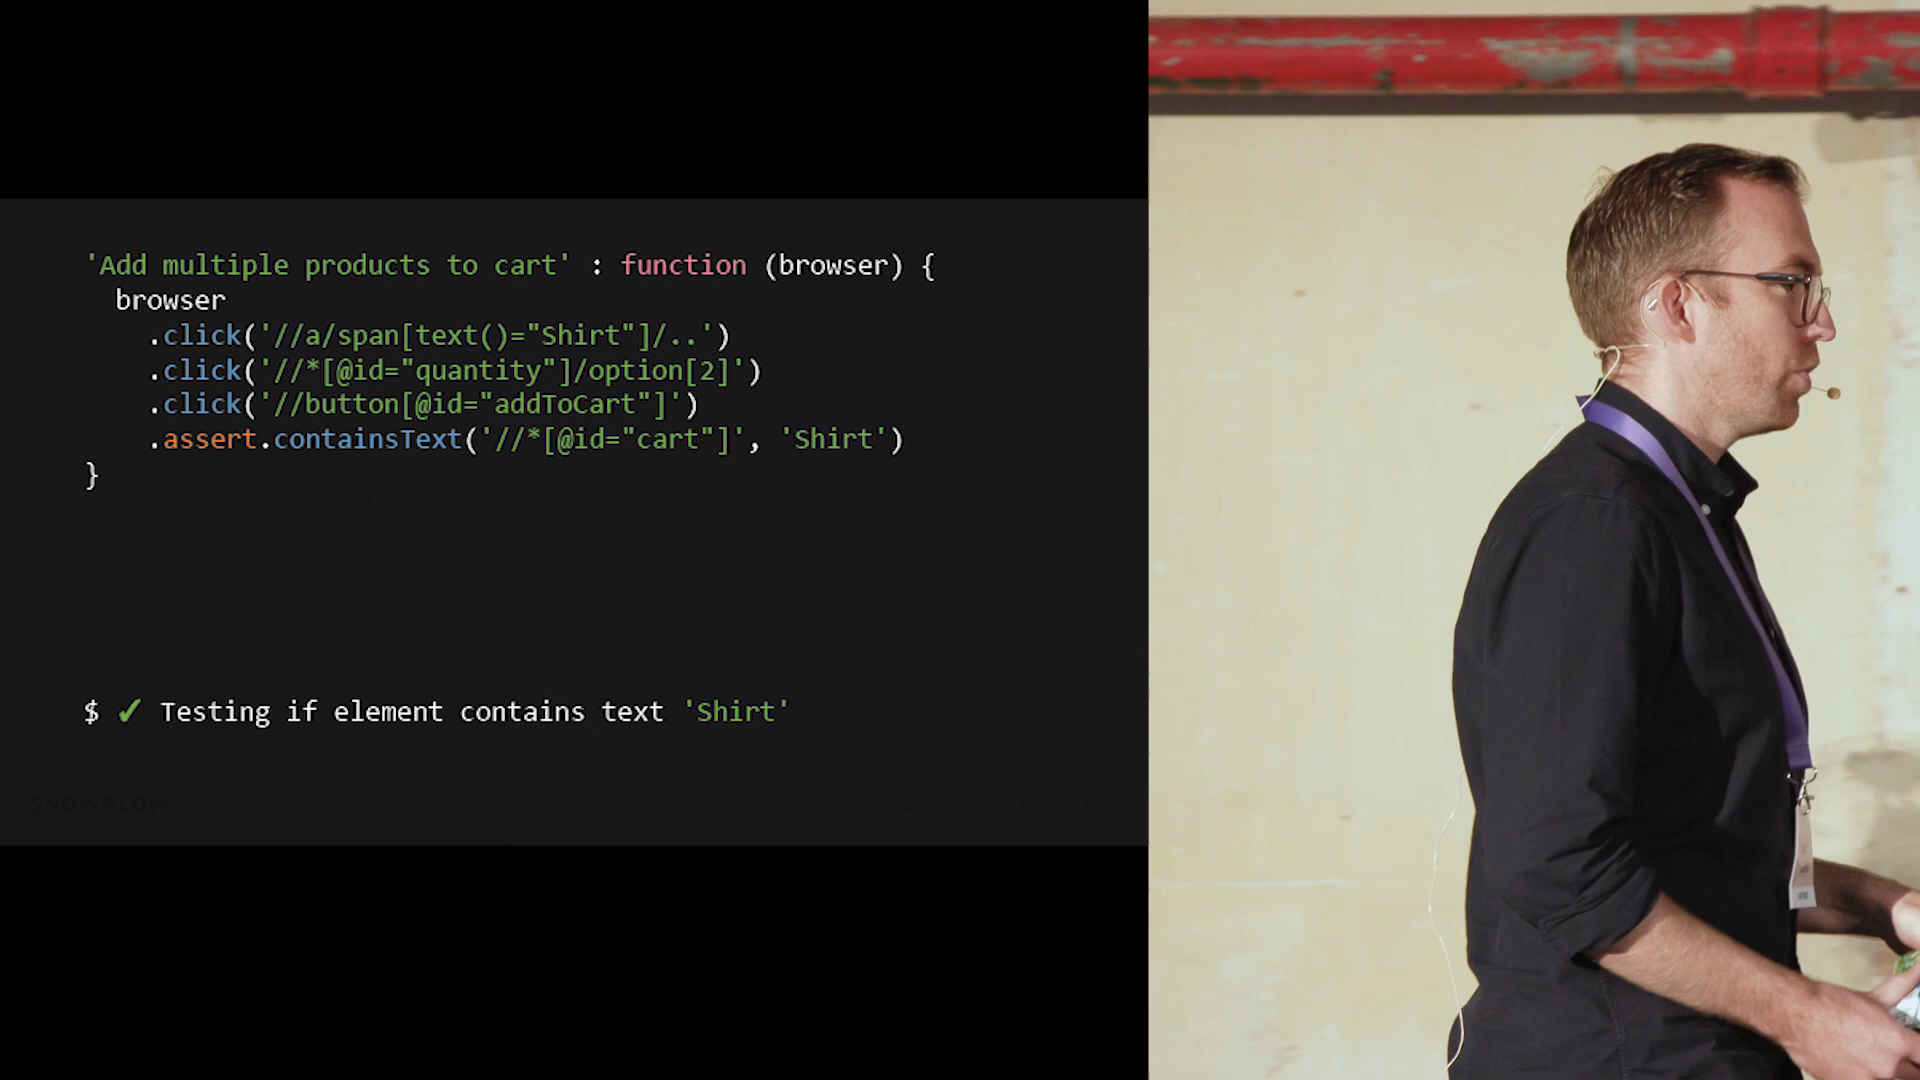 'Add multiple products to cart' : function (browser) {
browser
.click('//a/span[text()="Shirt"]/..')
.click('//*[@id="quantity"]/option[2]')
.click('//button[@id="addToCart"]')
.assert.containsText('//*[@id="cart"]', 'Shirt')
}
$ ✓ Testing if element contains text 'Shirt'
SNOWPLOW